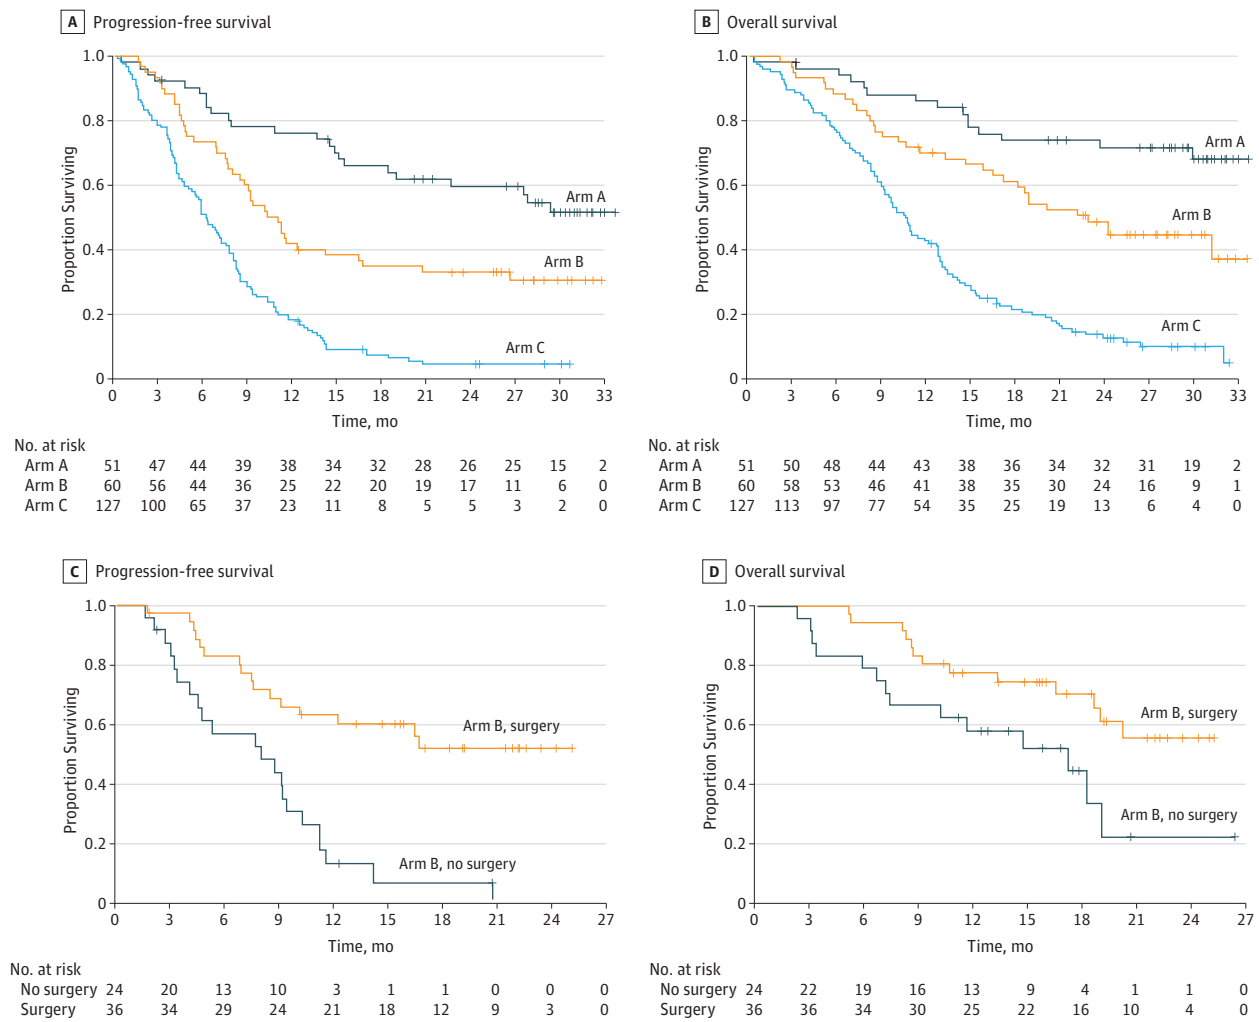 A Progression-free survival
1.0
0.8
0.6
0.4
0.2
0
Proportion Surviving
Arm A
Arm B
Arm C
0 3 6 9 12 15 18 21 24 27 30 33
Time, mo
No. at risk
Arm A 51 47 44 39 38 34 32 28 26 25 15 2
Arm B 60 56 44 36 25 22 20 19 17 11 6 0
Arm C 127 100 65 37 23 11 8 5 5 3 2 0
B Overall survival
1.0
0.8
0.6
0.4
0.2
0
Proportion Surviving
Arm A
Arm B
Arm C
0 3 6 9 12 15 18 21 24 27 30 33
Time, mo
No. at risk
Arm A 51 50 48 44 43 38 36 34 32 31 19 2
Arm B 60 58 53 46 41 38 35 30 24 16 9 1
Arm C 127 113 97 77 54 35 25 19 13 6 4 0
C Progression-free survival
1.0
0.8
0.6
0.4
0.2
0
Proportion Surviving
Arm B, surgery
Arm B, no surgery
0 3 6 9 12 15 18 21 24 27
Time, mo
No. at risk
No surgery 24 20 13 10 3 1 1 0 0 0
Surgery 36 34 29 24 21 18 12 9 3 0
D Overall survival
1.0
0.8
0.6
0.4
0.2
0
Proportion Surviving
Arm B, surgery
Arm B, no surgery
0 3 6 9 12 15 18 21 24 27
Time, mo
No. at risk
No surgery 24 22 19 16 13 9 4 1 1 0
Surgery 36 36 34 30 25 22 16 10 4 0